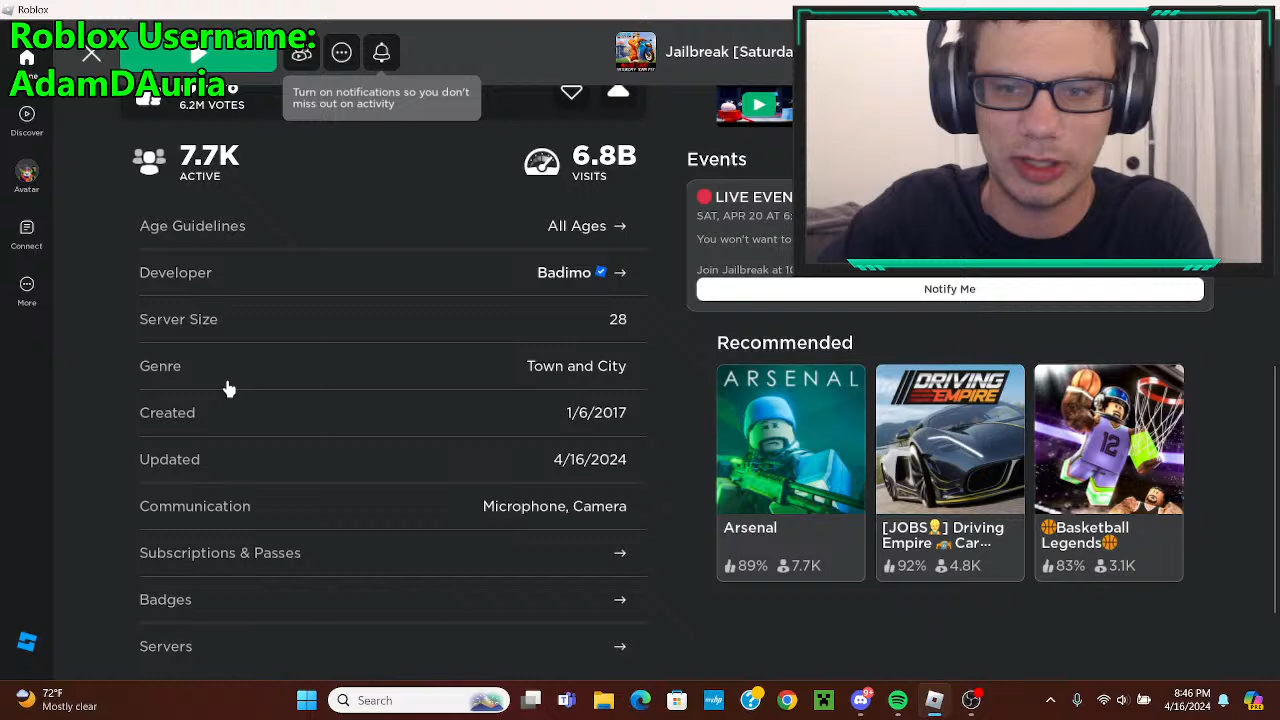 Roblox
Roblox Username:
AdamDAuria
Jailbreak [Saturda
Turn on notifications so you don't
miss out on activity
6.2M VOTES
Discover
Avatar
Connect
More
7.7K
ACTIVE
6.8B
VISITS
Age Guidelines
All Ages →
Developer
Badimo →
Server Size
28
Genre
Town and City
Created
1/6/2017
Updated
4/16/2024
Communication
Microphone, Camera
Subscriptions & Passes →
Badges →
Servers →
Events
LIVE EVEN
SAT, APR 20 AT 6:
You won't want to
Join Jailbreak at 10
Notify Me
Recommended
ARSENAL
Arsenal
89% 7.7K
DRIVING
EMPIRE
[JOBS👷] Driving
Empire 🚗 Car...
92% 4.8K
12
🏀Basketball
Legends🏀
83% 3.1K
72°F
Mostly clear
Search
9+
8:46 PM
4/16/2024
PRE